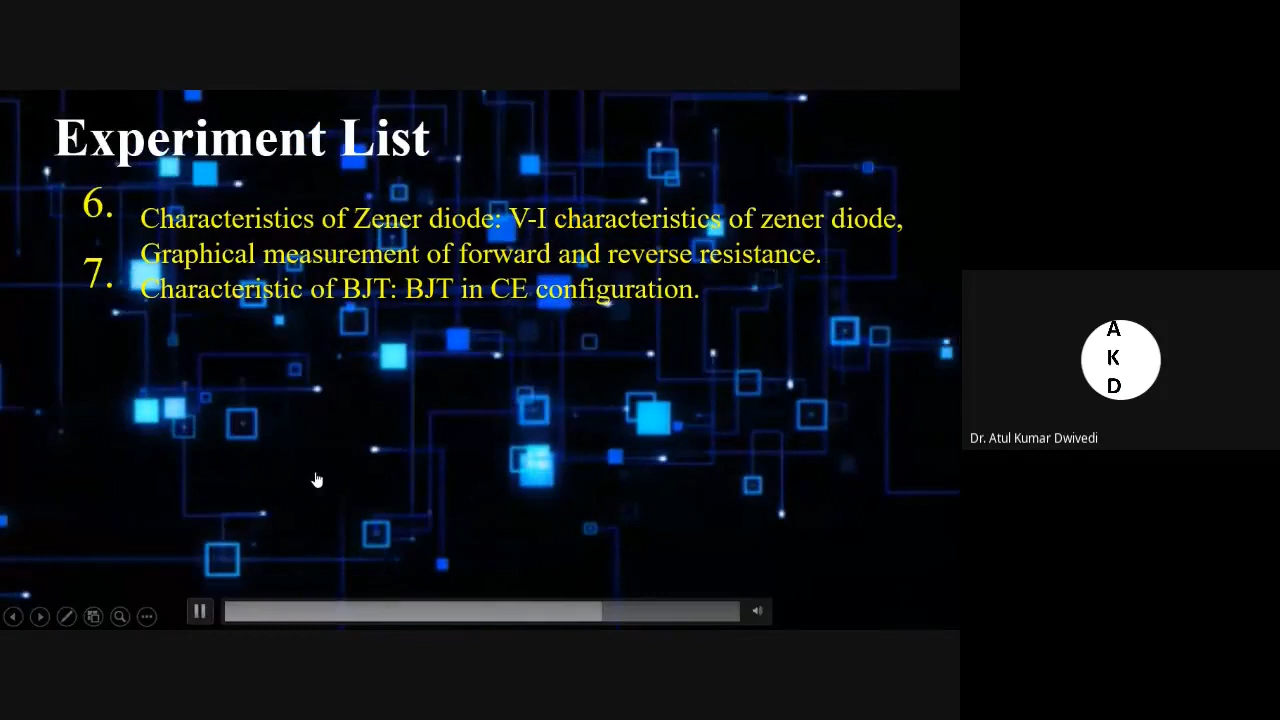 Experiment List
6. Characteristics of Zener diode: V-I characteristics of zener diode,
Graphical measurement of forward and reverse resistance.
7. Characteristic of BJT: BJT in CE configuration.
A
K
D
Dr. Atul Kumar Dwivedi